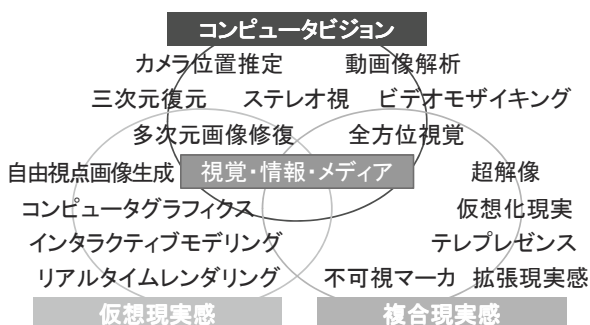 コンピュータビジョン
カメラ位置推定 動画像解析
三次元復元 ステレオ視 ビデオモザイキング
多次元画像修復 全方位視覚
自由視点画像生成 視覚・情報・メディア 超解像
コンピュータグラフィクス 仮想化現実
インタラクティブモデリング テレプレゼンス
リアルタイムレンダリング 不可視マーカ 拡張現実感
仮想現実感 複合現実感